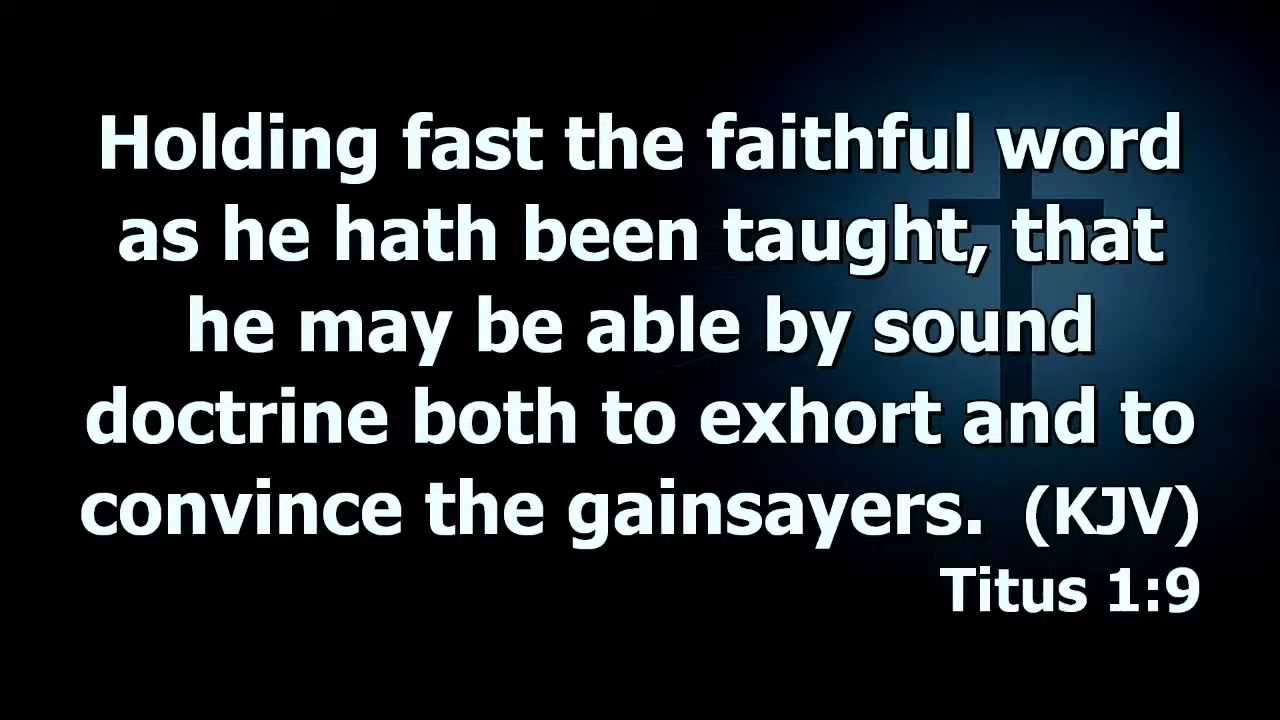 Holding fast the faithful word
as he hath been taught, that
he may be able by sound
doctrine both to exhort and to
convince the gainsayers.  (KJV)
Titus 1:9